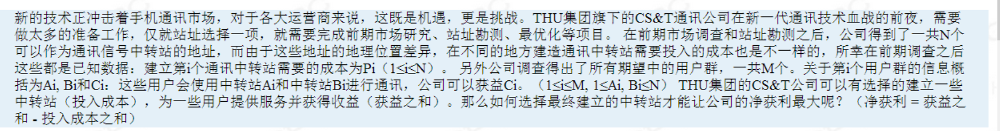 新的技术正冲击着手机通讯市场，对于各大运营商来说，这既是机遇，更是挑战。THU集团旗下的CS&T通讯公司在新一代通讯技术血战的前夜，需要
做太多的准备工作，仅就站址选择一项，就需要完成前期市场研究、站址勘测、最优化等项目。 在前期市场调查和站址勘测之后，公司得到了一共N个
可以作为通讯信号中转站的地址，而由于这些地址的地理位置差异，在不同的地方建造通讯中转站需要投入的成本也是不一样的，所幸在前期调查之后
这些都是已知数据：建立第i个通讯中转站需要的成本为Pi（1≤i≤N）。 另外公司调查得出了所有期望中的用户群，一共M个。关于第i个用户群的信息概
括为Ai, Bi和Ci：这些用户会使用中转站Ai和中转站Bi进行通讯，公司可以获益Ci。（1≤i≤M, 1≤Ai, Bi≤N） THU集团的CS&T公司可以有选择的建立一些
中转站（投入成本），为一些用户提供服务并获得收益（获益之和）。那么如何选择最终建立的中转站才能让公司的净获利最大呢？（净获利 = 获益之
和 - 投入成本之和）